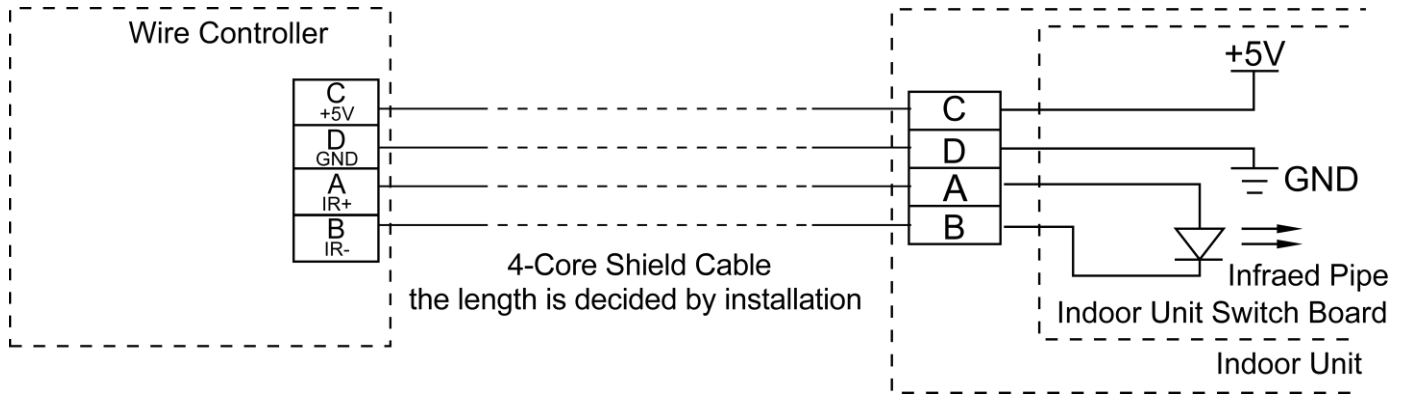 Wire Controller
C
+5V
D
GND
A
IR+
B
IR-
4-Core Shield Cable
the length is decided by installation
C
D
A
B
+5V
GND
Infraed Pipe
Indoor Unit Switch Board
Indoor Unit